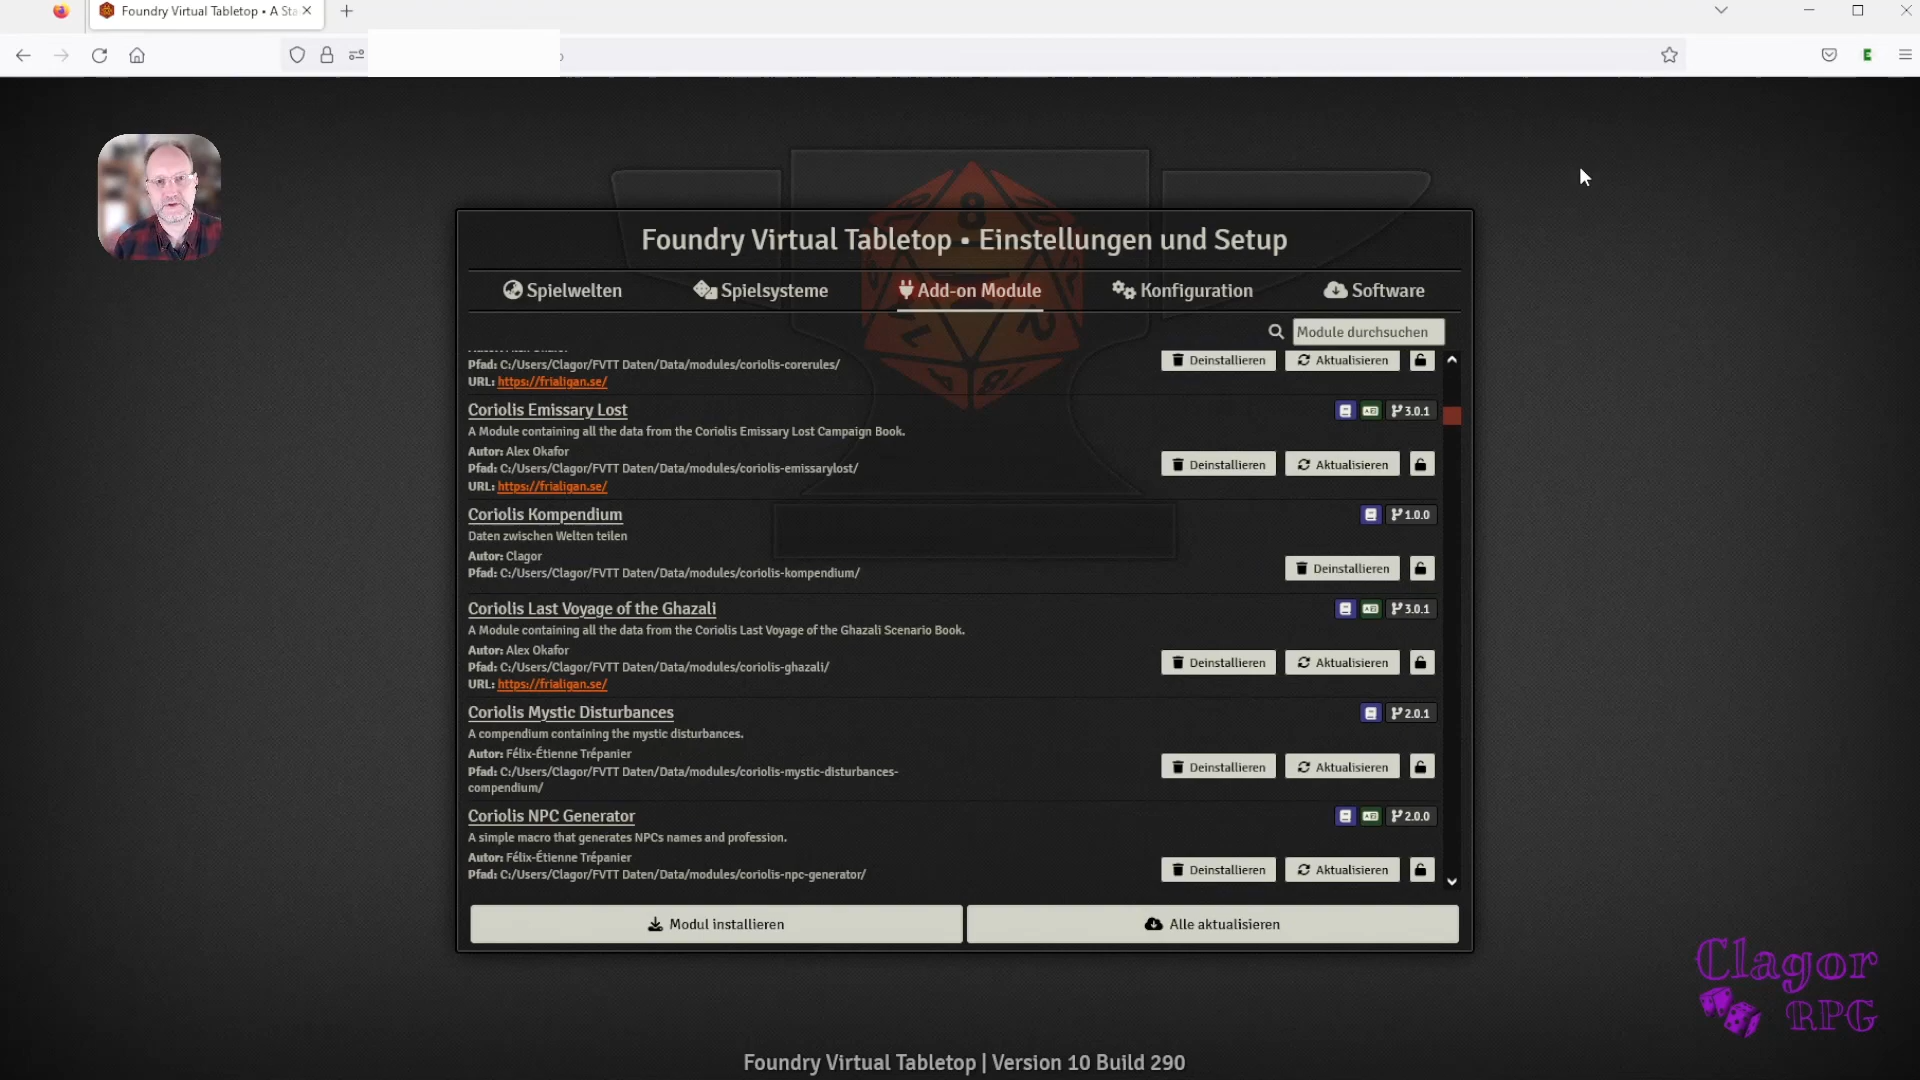 Foundry Virtual Tabletop • A Sta
Foundry Virtual Tabletop • Einstellungen und Setup
Spielwelten
Spielsysteme
Add-on Module
Konfiguration
Software
Module durchsuchen
Pfad: C:/Users/Clagor/FVTT Daten/Data/modules/coriolis-corerules/
Deinstallieren
Aktualisieren
URL: https://frialigan.se/
Coriolis Emissary Lost
3.0.1
A Module containing all the data from the Coriolis Emissary Lost Campaign Book.
Autor: Alex Okafor
Pfad: C:/Users/Clagor/FVTT Daten/Data/modules/coriolis-emissarylost/
Deinstallieren
Aktualisieren
URL: https://frialigan.se/
Coriolis Kompendium
1.0.0
Daten zwischen Welten teilen
Autor: Clagor
Pfad: C:/Users/Clagor/FVTT Daten/Data/modules/coriolis-kompendium/
Deinstallieren
Coriolis Last Voyage of the Ghazali
3.0.1
A Module containing all the data from the Coriolis Last Voyage of the Ghazali Scenario Book.
Autor: Alex Okafor
Pfad: C:/Users/Clagor/FVTT Daten/Data/modules/coriolis-ghazali/
Deinstallieren
Aktualisieren
URL: https://frialigan.se/
Coriolis Mystic Disturbances
2.0.1
A compendium containing the mystic disturbances.
Autor: Félix-Étienne Trépanier
Pfad: C:/Users/Clagor/FVTT Daten/Data/modules/coriolis-mystic-disturbances-
compendium/
Deinstallieren
Aktualisieren
Coriolis NPC Generator
2.0.0
A simple macro that generates NPCs names and profession.
Autor: Félix-Étienne Trépanier
Pfad: C:/Users/Clagor/FVTT Daten/Data/modules/coriolis-npc-generator/
Deinstallieren
Aktualisieren
Modul installieren
Alle aktualisieren
Clagor
RPG
Foundry Virtual Tabletop | Version 10 Build 290